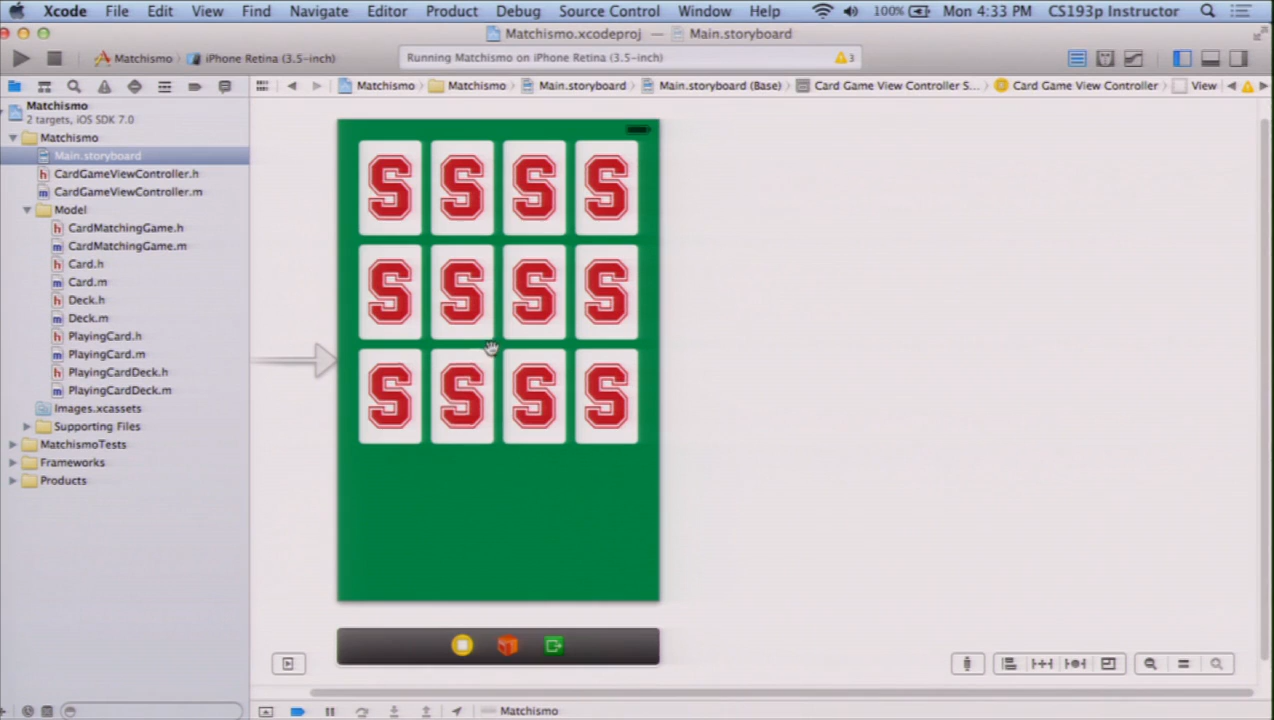 Xcode File Edit View Find Navigate Editor Product Debug Source Control Window Help 100% Mon 4:33 PM CS193p Instructor
Matchismo.xcodeproj — Main.storyboard
Matchismo iPhone Retina (3.5-inch) Running Matchismo on iPhone Retina (3.5-inch) 3
Matchismo Matchismo Main.storyboard Main.storyboard (Base) Card Game View Controller S... Card Game View Controller View
Matchismo
2 targets, iOS SDK 7.0
Matchismo
Main.storyboard
CardGameViewController.h
CardGameViewController.m
Model
CardMatchingGame.h
CardMatchingGame.m
Card.h
Card.m
Deck.h
Deck.m
PlayingCard.h
PlayingCard.m
PlayingCardDeck.h
PlayingCardDeck.m
Images.xcassets
Supporting Files
MatchismoTests
Frameworks
Products
S S S S
S S S S
S S S S
Matchismo